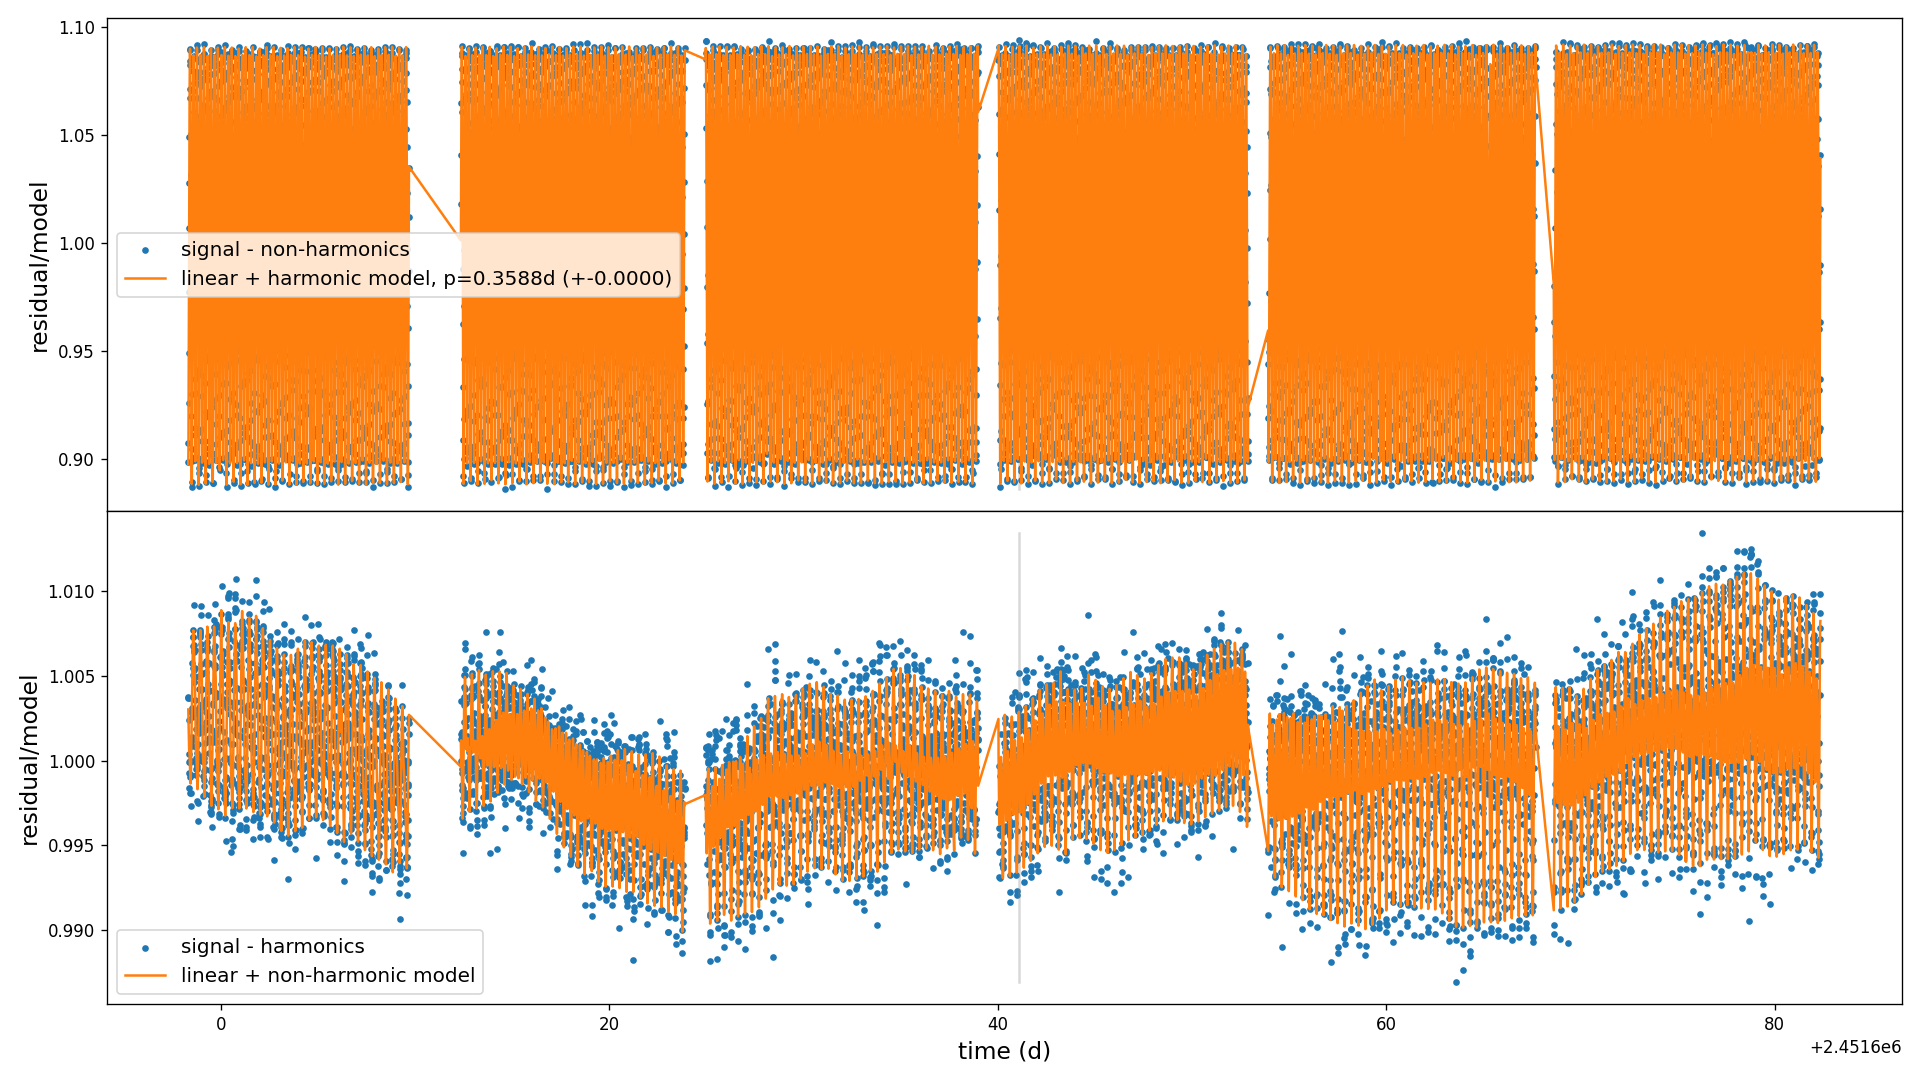 1.10
1.05
1.00
0.95
0.90
residual/model
signal - non-harmonics
linear + harmonic model, p=0.3588d (+-0.0000)
1.010
1.005
1.000
0.995
0.990
residual/model
signal - harmonics
linear + non-harmonic model
0 20 40 60 80
time (d)
+2.4516e6